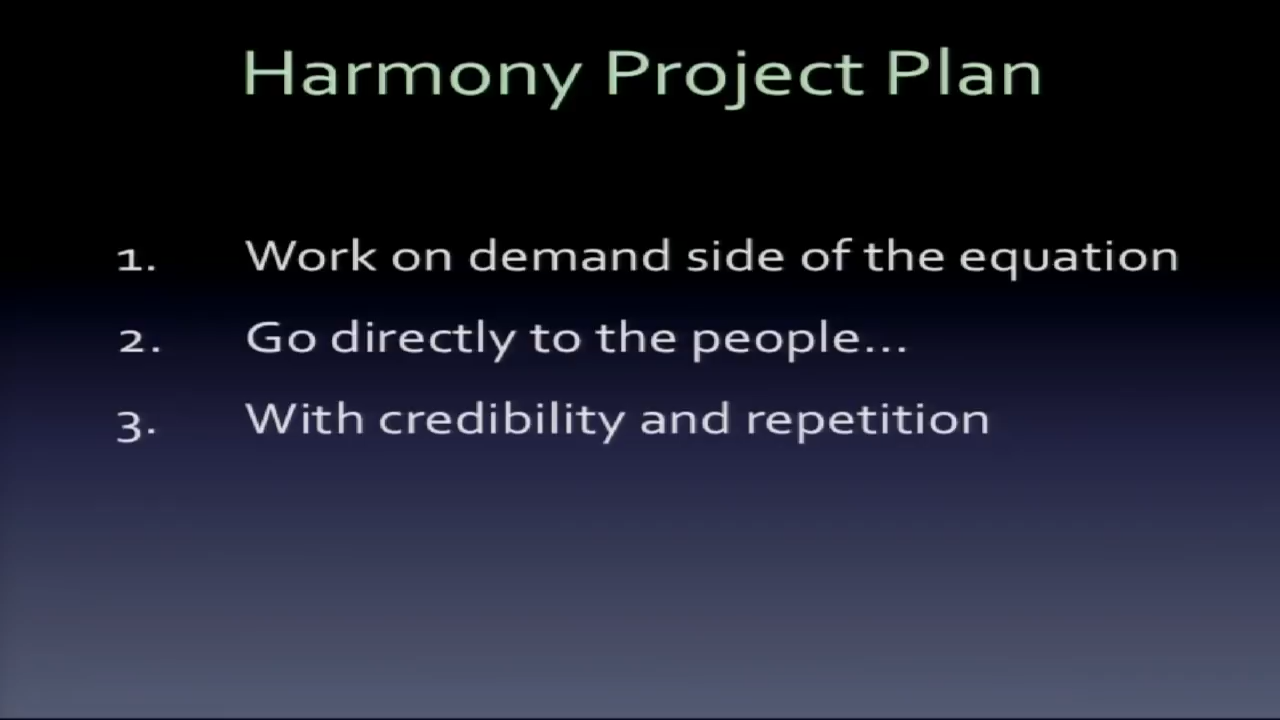 Harmony Project Plan
1. Work on demand side of the equation
2. Go directly to the people...
3. With credibility and repetition